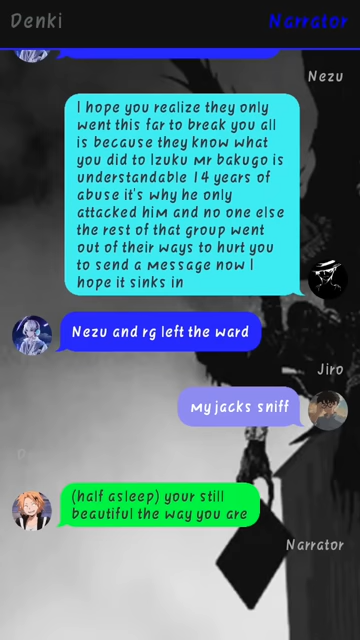 Denki
Narrator
Nezu
I hope you realize they only
went this far to break you all
is because they know what
you did to Izuku Mr bakugo is
understandable 14 years of
abuse it's why he only
attacked him and no one else
the rest of that group went
out of their ways to hurt you
to send a message now I
hope it sinks in
Nezu and rg left the ward
Jiro
My jacks sniff
(half asleep) your still
beautiful the way you are
Narrator